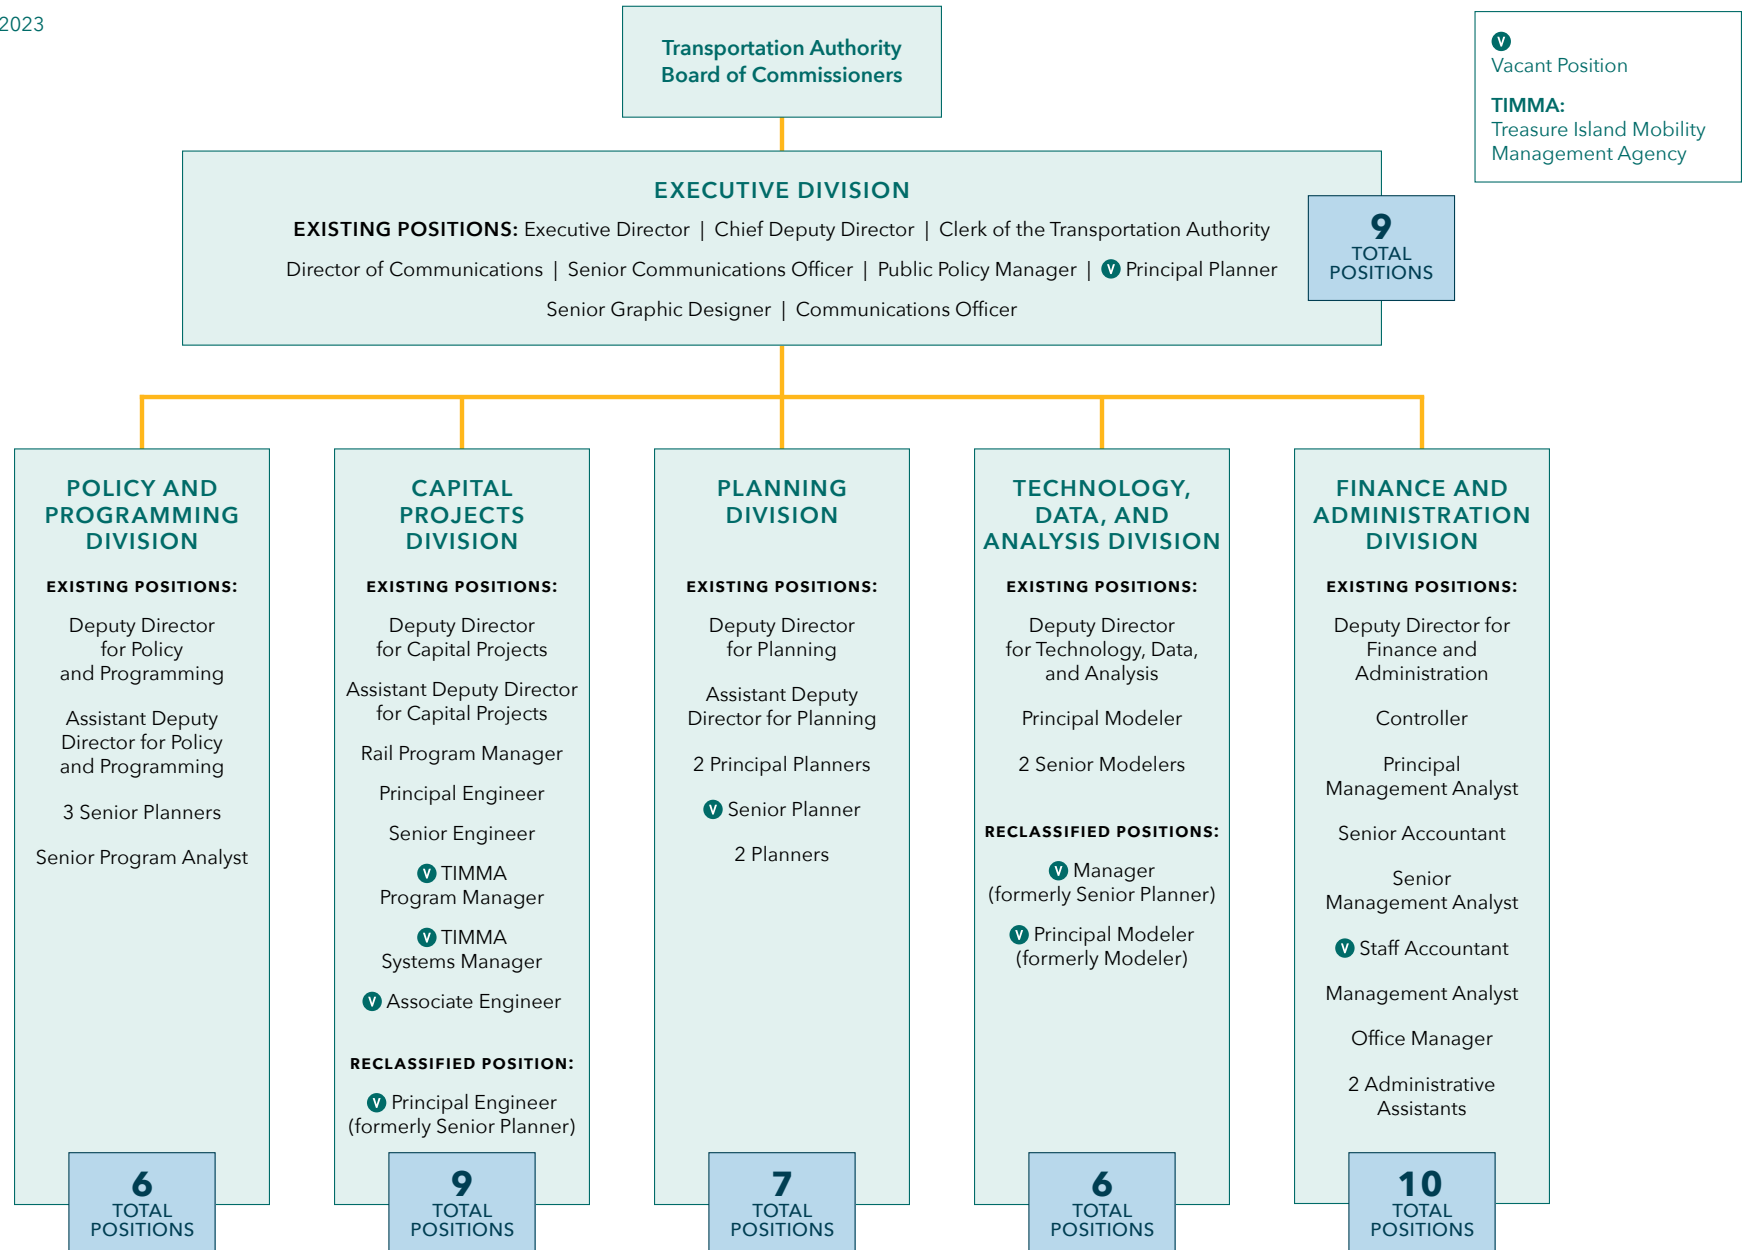 2023
Transportation Authority
Board of Commissioners
V
Vacant Position
TIMMA:
Treasure Island Mobility
Management Agency
EXECUTIVE DIVISION
EXISTING POSITIONS: Executive Director | Chief Deputy Director | Clerk of the Transportation Authority
Director of Communications | Senior Communications Officer | Public Policy Manager | V Principal Planner
Senior Graphic Designer | Communications Officer
9
TOTAL
POSITIONS
POLICY AND
PROGRAMMING
DIVISION
EXISTING POSITIONS:
Deputy Director
for Policy
and Programming
Assistant Deputy
Director for Policy
and Programming
3 Senior Planners
Senior Program Analyst
6
TOTAL
POSITIONS
CAPITAL
PROJECTS
DIVISION
EXISTING POSITIONS:
Deputy Director
for Capital Projects
Assistant Deputy Director
for Capital Projects
Rail Program Manager
Principal Engineer
Senior Engineer
V TIMMA
Program Manager
V TIMMA
Systems Manager
V Associate Engineer
RECLASSIFIED POSITION:
V Principal Engineer
(formerly Senior Planner)
9
TOTAL
POSITIONS
PLANNING
DIVISION
EXISTING POSITIONS:
Deputy Director
for Planning
Assistant Deputy
Director for Planning
2 Principal Planners
V Senior Planner
2 Planners
7
TOTAL
POSITIONS
TECHNOLOGY,
DATA, AND
ANALYSIS DIVISION
EXISTING POSITIONS:
Deputy Director
for Technology, Data,
and Analysis
Principal Modeler
2 Senior Modelers
RECLASSIFIED POSITIONS:
V Manager
(formerly Senior Planner)
V Principal Modeler
(formerly Modeler)
6
TOTAL
POSITIONS
FINANCE AND
ADMINISTRATION
DIVISION
EXISTING POSITIONS:
Deputy Director for
Finance and
Administration
Controller
Principal
Management Analyst
Senior Accountant
Senior
Management Analyst
V Staff Accountant
Management Analyst
Office Manager
2 Administrative
Assistants
10
TOTAL
POSITIONS